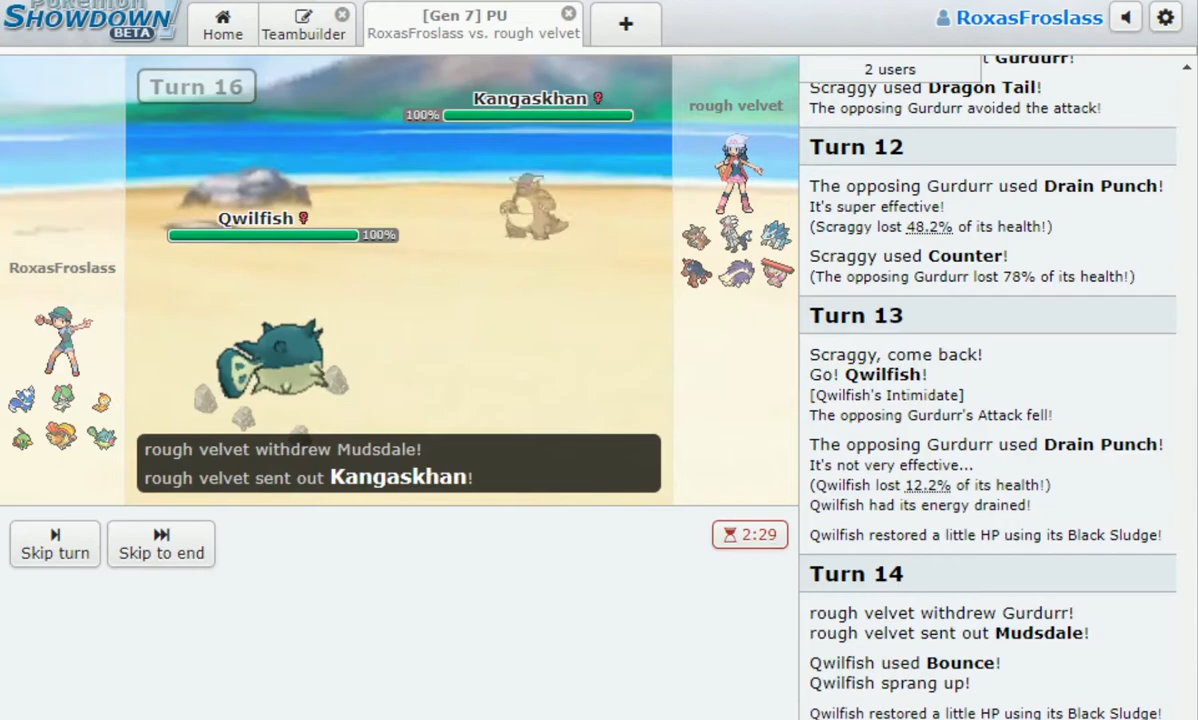 Pokémon
SHOWDOWN
BETA
Home
Teambuilder
[Gen 7] PU
RoxasFroslass vs. rough velvet
+
RoxasFroslass
Turn 16
Kangaskhan
100%
rough velvet
Qwilfish
100%
RoxasFroslass
rough velvet withdrew Mudsdale!
rough velvet sent out Kangaskhan!
Skip turn
Skip to end
2:29
2 users
t Gurdurr!
Scraggy used Dragon Tail!
The opposing Gurdurr avoided the attack!
Turn 12
The opposing Gurdurr used Drain Punch!
It's super effective!
(Scraggy lost 48.2% of its health!)
Scraggy used Counter!
(The opposing Gurdurr lost 78% of its health!)
Turn 13
Scraggy, come back!
Go! Qwilfish!
[Qwilfish's Intimidate]
The opposing Gurdurr's Attack fell!
The opposing Gurdurr used Drain Punch!
It's not very effective...
(Qwilfish lost 12.2% of its health!)
Qwilfish had its energy drained!
Qwilfish restored a little HP using its Black Sludge!
Turn 14
rough velvet withdrew Gurdurr!
rough velvet sent out Mudsdale!
Qwilfish used Bounce!
Qwilfish sprang up!
Qwilfish restored a little HP using its Black Sludge!